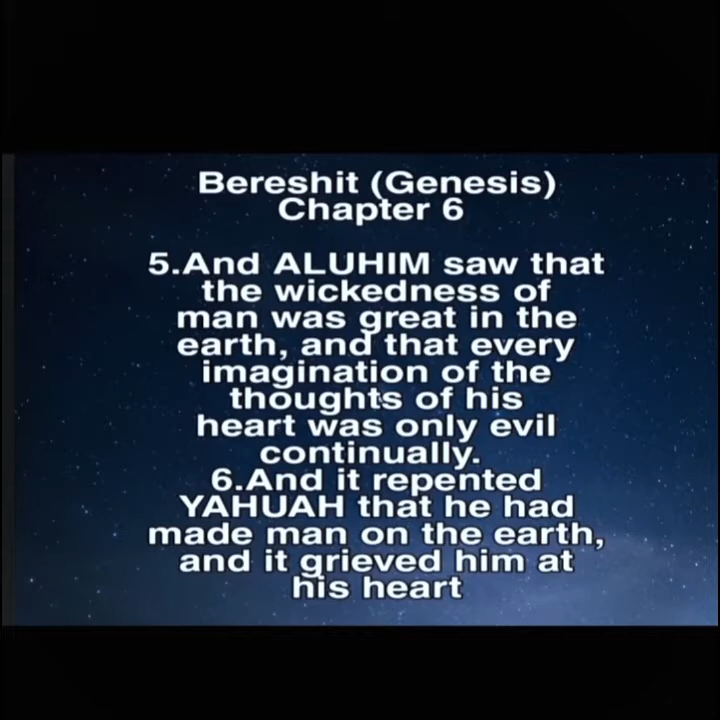 Bereshit (Genesis)
Chapter 6
5.And ALUHIM saw that
the wickedness of
man was great in the
earth, and that every
imagination of the
thoughts of his
heart was only evil
continually.
6.And it repented
YAHUAH that he had
made man on the earth,
and it grieved him at
his heart